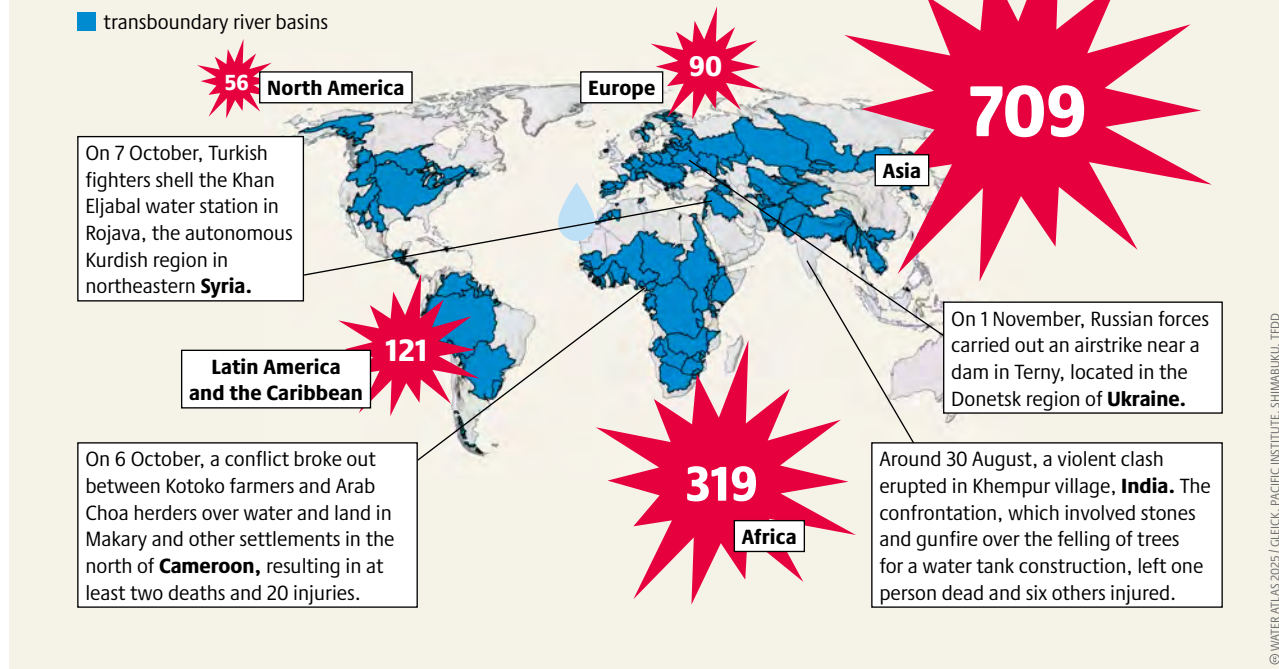 transboundary river basins
56
North America
Europe
90
709
Asia
On 7 October, Turkish
fighters shell the Khan
Eljabal water station in
Rojava, the autonomous
Kurdish region in
northeastern Syria.
121
Latin America
and the Caribbean
On 1 November, Russian forces
carried out an airstrike near a
dam in Terny, located in the
Donetsk region of Ukraine.
On 6 October, a conflict broke out
between Kotoko farmers and Arab
Choa herders over water and land in
Makary and other settlements in the
north of Cameroon, resulting in at
least two deaths and 20 injuries.
319
Africa
Around 30 August, a violent clash
erupted in Khempur village, India. The
confrontation, which involved stones
and gunfire over the felling of trees
for a water tank construction, left one
person dead and six others injured.
© WATER ATLAS 2025 / GLEICK, PACIFIC INSTITUTE, SHIMABUKU, TFDD